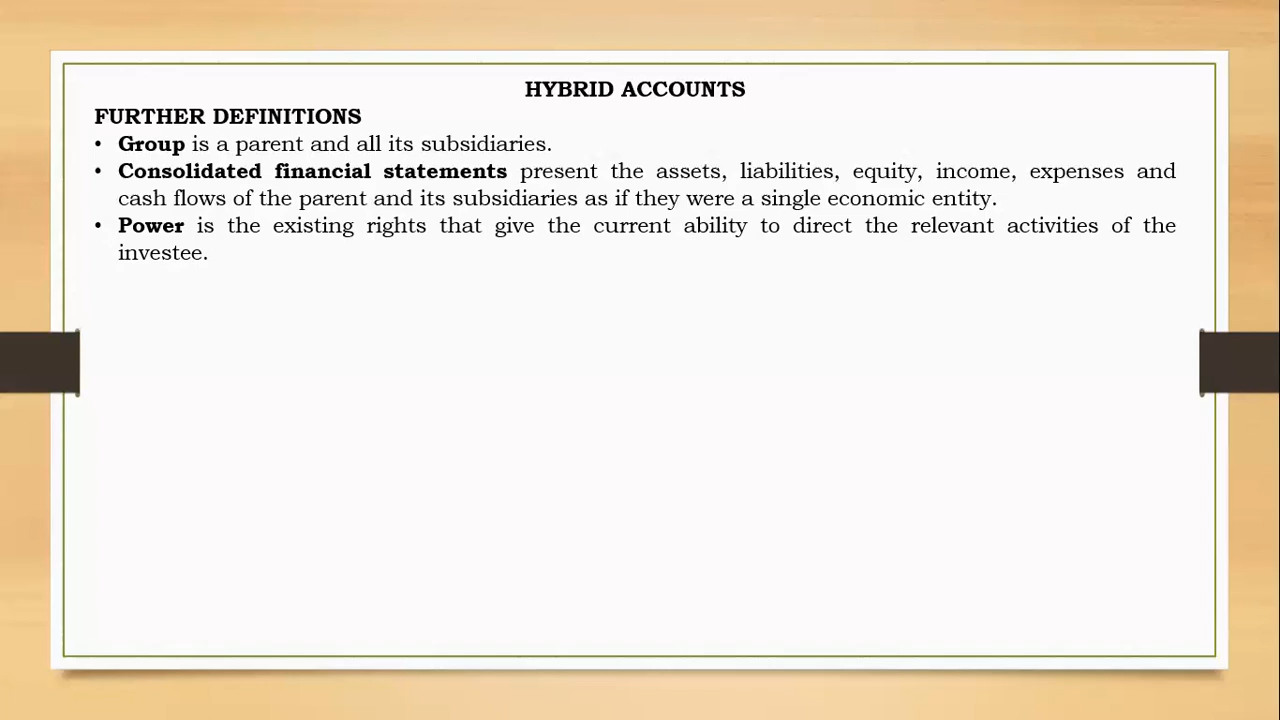 HYBRID ACCOUNTS
FURTHER DEFINITIONS
• Group is a parent and all its subsidiaries.
• Consolidated financial statements present the assets, liabilities, equity, income, expenses and
cash flows of the parent and its subsidiaries as if they were a single economic entity.
• Power is the existing rights that give the current ability to direct the relevant activities of the
investee.